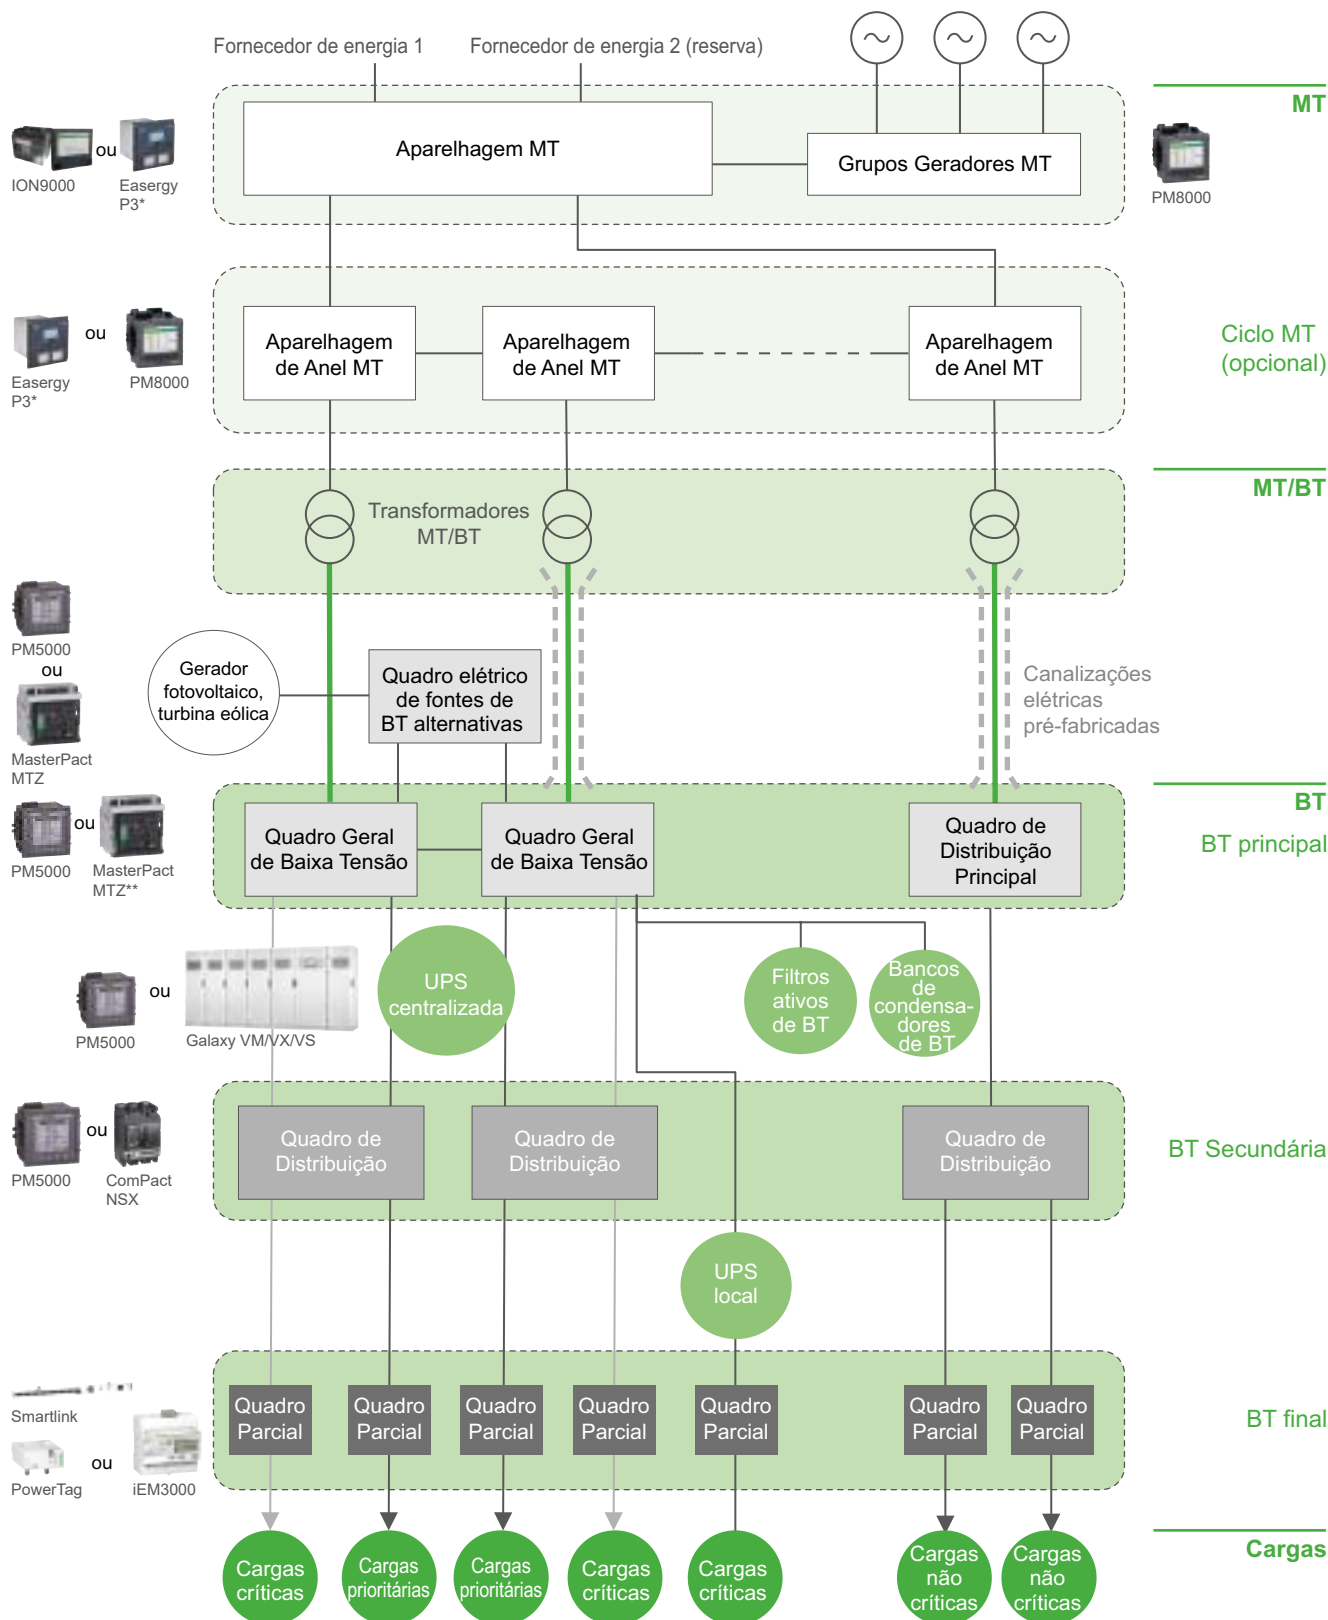 Fornecedor de energia 1
Fornecedor de energia 2 (reserva)
MT
Aparelhagem MT
Grupos Geradores MT
ou
ION9000
Easergy
P3*
PM8000
Aparelhagem
de Anel MT
Aparelhagem
de Anel MT
Aparelhagem
de Anel MT
Ciclo MT
(opcional)
ou
Easergy
P3*
PM8000
MT/BT
Transformadores
MT/BT
PM5000
ou
MasterPact
MTZ
Gerador
fotovoltaico,
turbina eólica
Quadro elétrico
de fontes de
BT alternativas
Canalizações
elétricas
pré-fabricadas
BT
BT principal
ou
PM5000
MasterPact
MTZ**
Quadro Geral
de Baixa Tensão
Quadro Geral
de Baixa Tensão
Quadro de
Distribuição
Principal
ou
PM5000
Galaxy VM/VX/VS
UPS
centralizada
Filtros
ativos
de BT
Bancos
de
condensa-
dores
de BT
ou
PM5000
ComPact
NSX
Quadro de
Distribuição
Quadro de
Distribuição
Quadro de
Distribuição
BT Secundária
UPS
local
Smartlink
ou
PowerTag
iEM3000
Quadro
Parcial
Quadro
Parcial
Quadro
Parcial
Quadro
Parcial
Quadro
Parcial
Quadro
Parcial
Quadro
Parcial
BT final
Cargas
Cargas
críticas
Cargas
prioritárias
Cargas
prioritárias
Cargas
críticas
Cargas
críticas
Cargas
não
críticas
Cargas
não
críticas